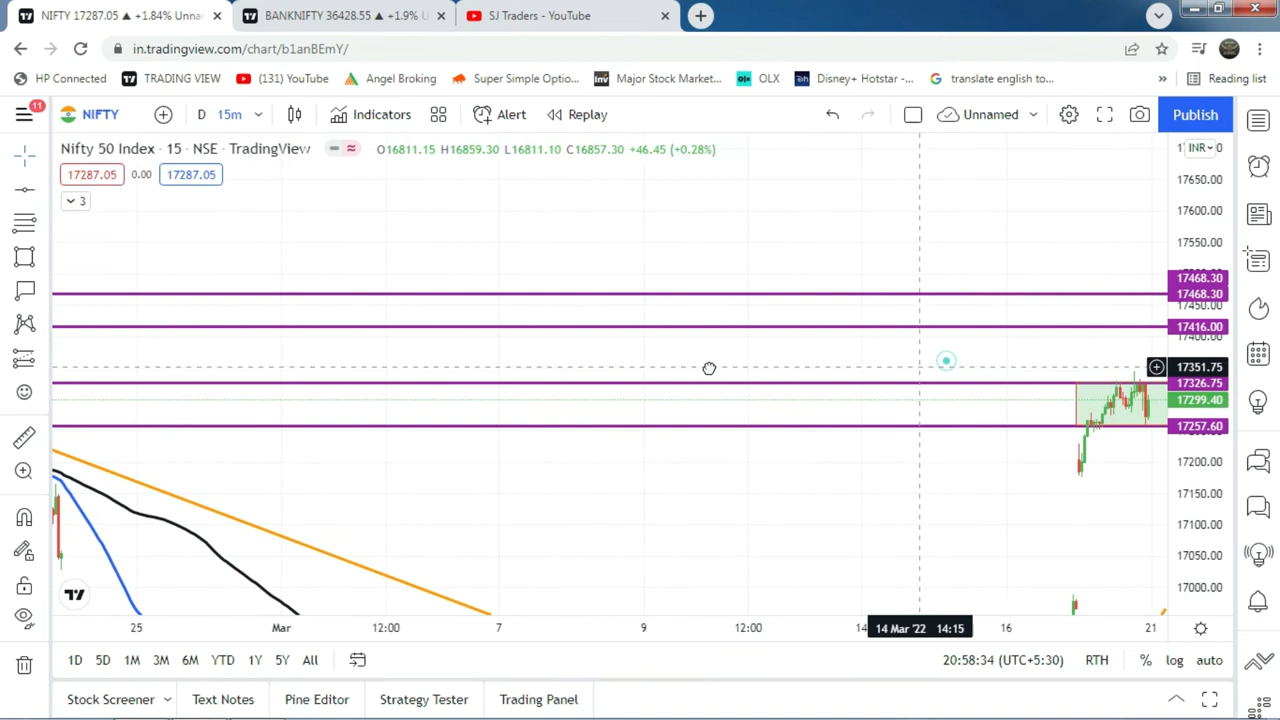 NIFTY 17287.05 ▲ +1.84% Unnar
BANKNIFTY 36428.55 ▲ +1.9% U
SJ Traders - YouTube
in.tradingview.com/chart/b1anBEmY/
HP Connected
TRADING VIEW
(131) YouTube
Angel Broking
Super Simple Optio...
Major Stock Market...
OLX
Disney+ Hotstar -...
translate english to...
»
Reading list
11
NIFTY
D
15m
Indicators
Alert
Replay
Unnamed
Publish
Nifty 50 Index · 15 · NSE · TradingView
O16811.15 H16859.30 L16811.10 C16857.30 +46.45 (+0.28%)
INR
17287.05
0.00
17287.05
3
17650.00
17600.00
17550.00
17468.30
17468.30
17450.00
17416.00
17400.00
17351.75
17326.75
17299.40
17257.60
17200.00
17150.00
17100.00
17050.00
17000.00
25
Mar
12:00
7
9
12:00
14
14 Mar '22 14:15
16
21
1D
5D
1M
3M
6M
YTD
1Y
5Y
All
20:58:34 (UTC+5:30)
RTH
%
log
auto
Stock Screener
Text Notes
Pine Editor
Strategy Tester
Trading Panel